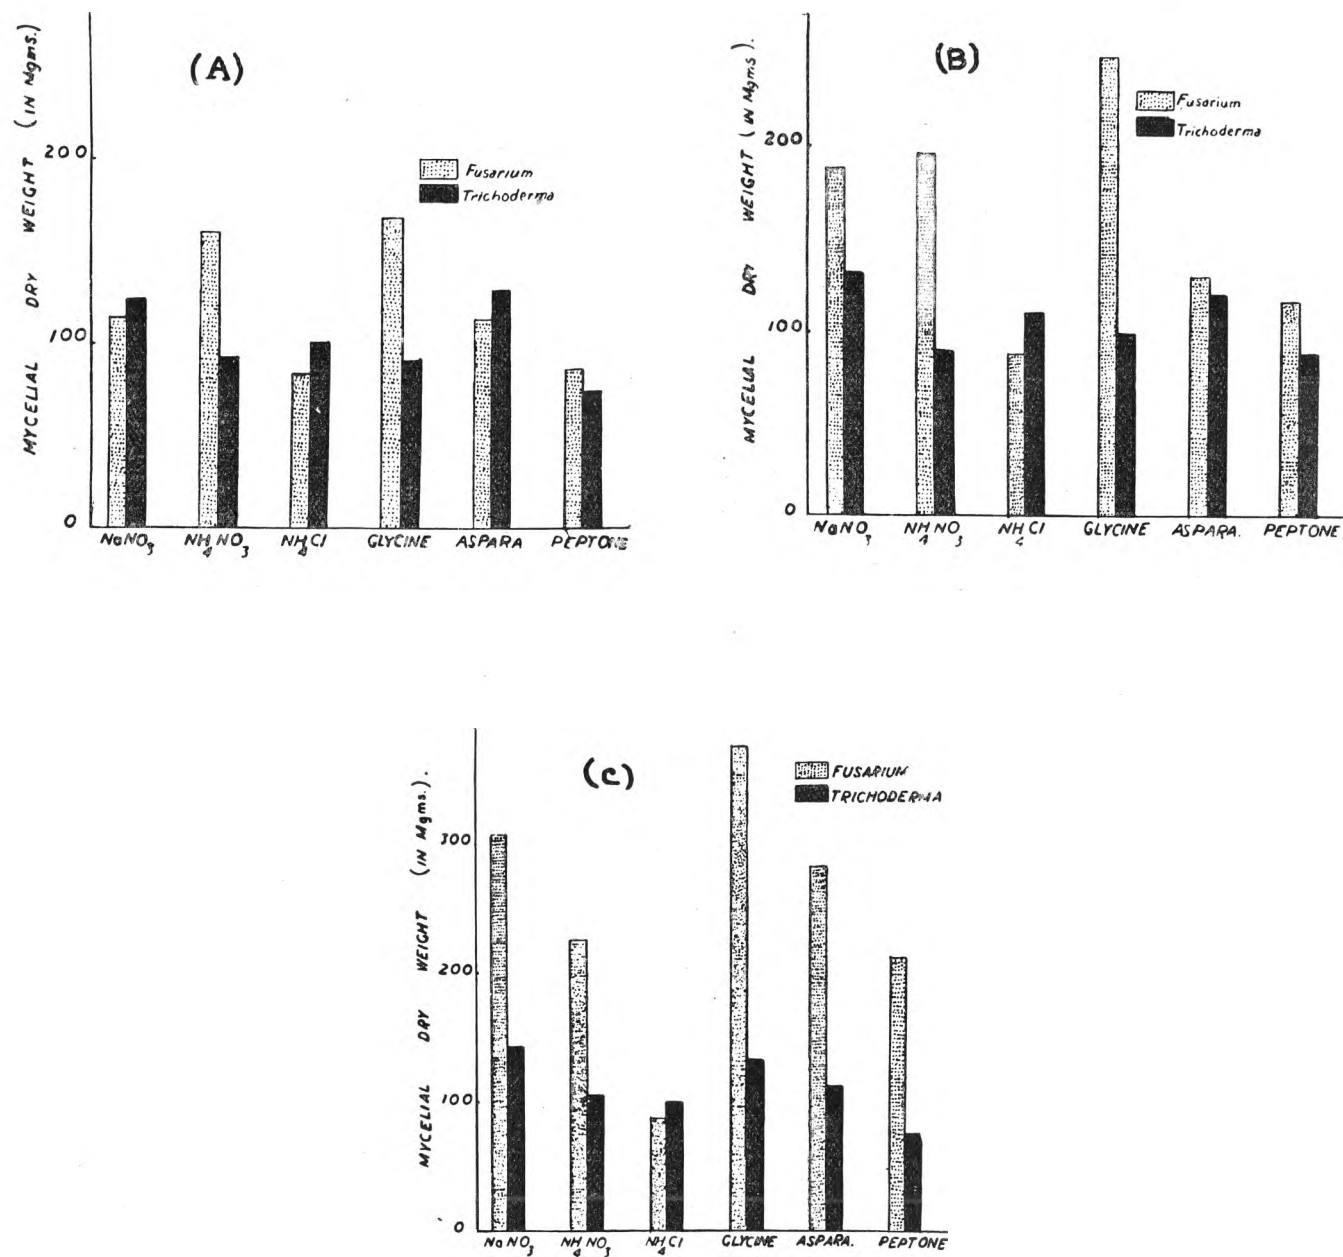 (A)
MYCELIAL DRY WEIGHT (IN Mgms.)
200
100
0
Fusarium
Trichoderma
NaNO3 NH4NO3 NH4Cl GLYCINE ASPARA PEPTONE
(B)
MYCELIAL DRY WEIGHT (IN Mgms).
200
100
0
Fusarium
Trichoderma
NaNO3 NH4NO3 NH4Cl GLYCINE ASPARA. PEPTONE
(C)
MYCELIAL DRY WEIGHT (IN Mgms.).
300
200
100
0
FUSARIUM
TRICHODERMA
NaNO3 NH4NO3 NH4Cl GLYCINE ASPARA. PEPTONE